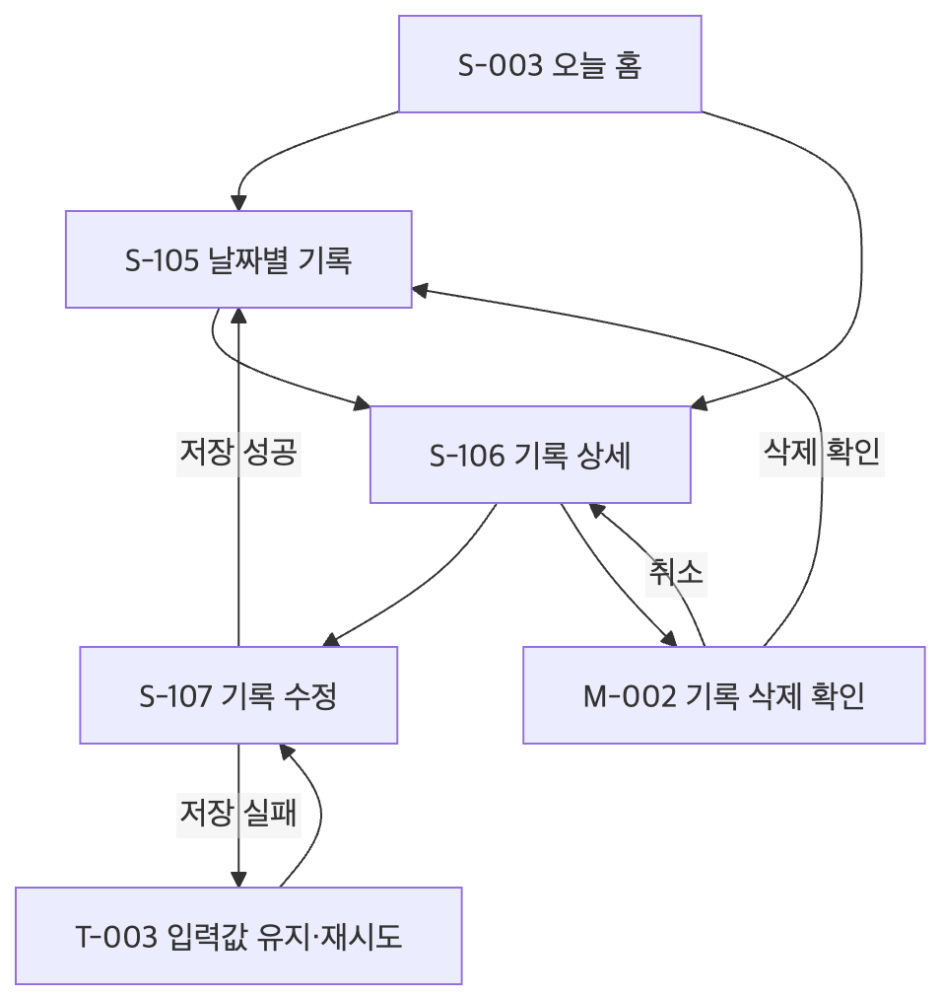 S-003 오늘 홈
S-105 날짜별 기록
저장 성공
S-106 기록 상세
삭제 확인
취소
S-107 기록 수정
M-002 기록 삭제 확인
저장 실패
T-003 입력값 유지·재시도